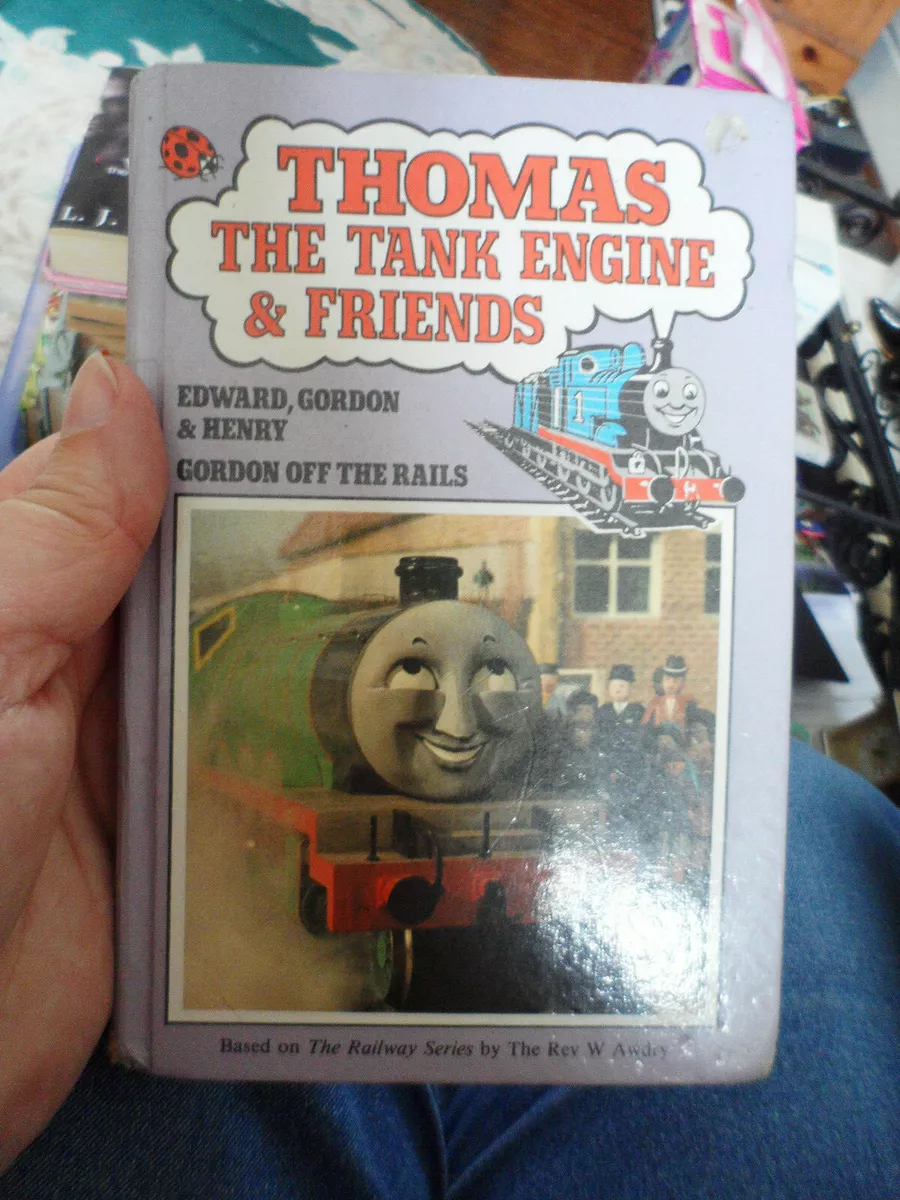 THOMAS
THE TANK ENGINE
& FRIENDS
EDWARD, GORDON
& HENRY
GORDON OFF THE RAILS
1
Based on The Railway Series by The Rev W Awdry
L. J.